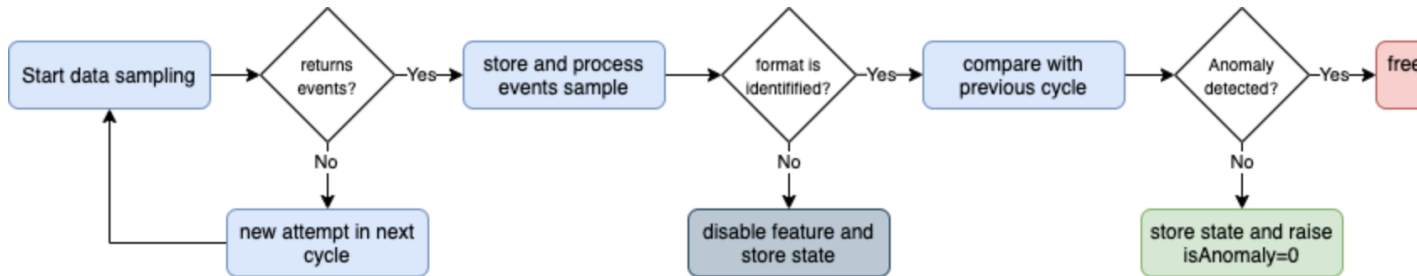 Start data sampling
returns
events?
Yes
store and process
events sample
format is
identitified?
Yes
compare with
previous cycle
Anomaly
detected?
Yes
No
No
No
new attempt in next
cycle
disable feature and
store state
store state and raise
isAnomaly=0